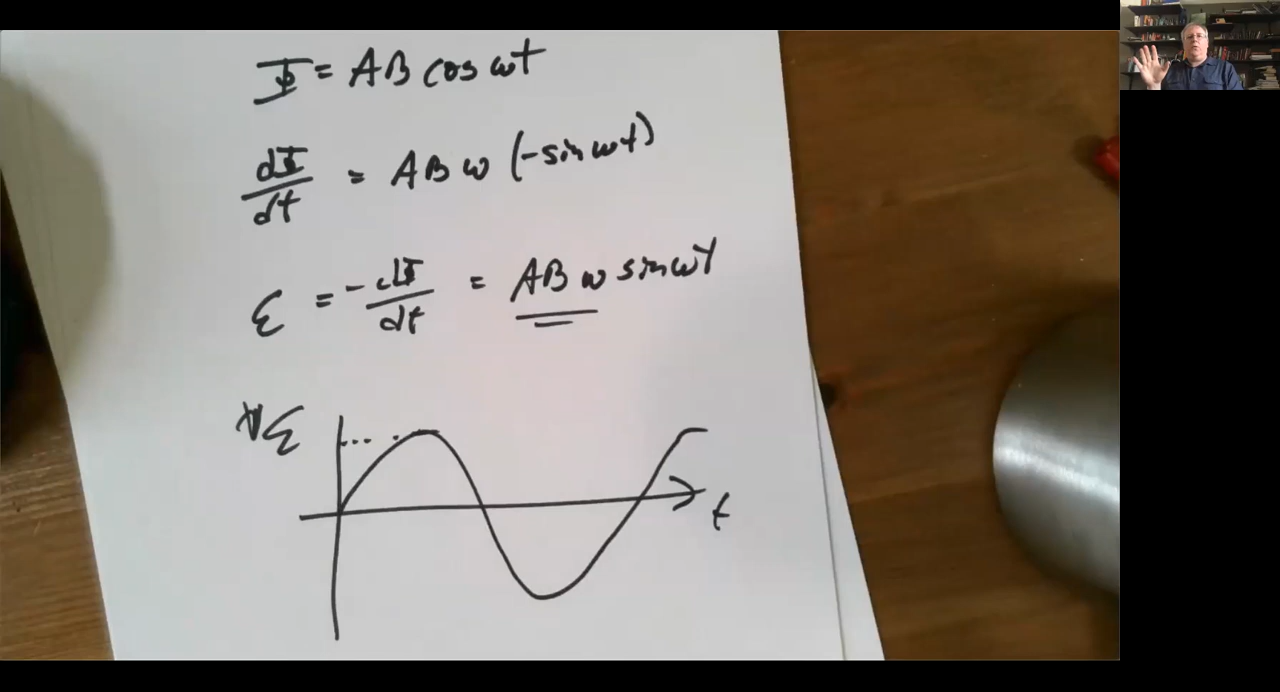 Φ = AB cos ωt
dΦ/dt = ABω (-sin ωt)
ε = -dΦ/dt = ABω sin ωt
ε
t